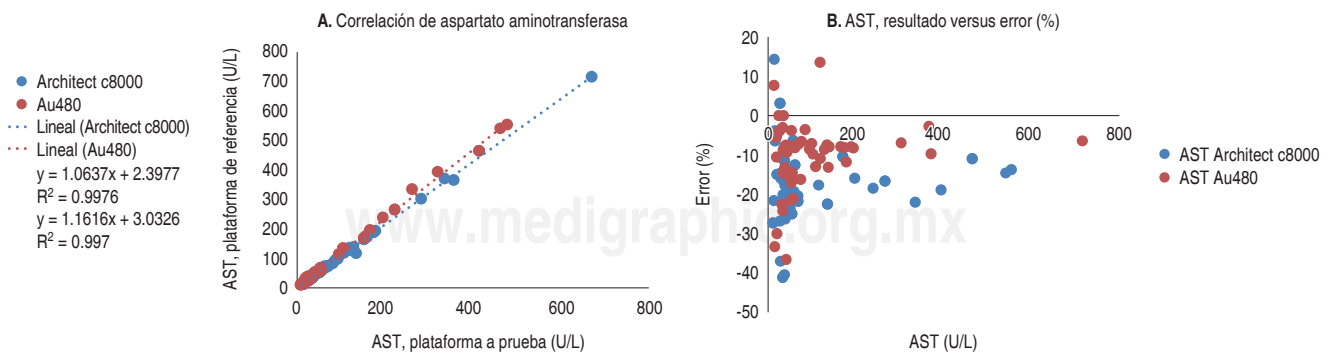 A. Correlación de aspartato aminotransferasa
Architect c8000
Au480
Lineal (Architect c8000)
Lineal (Au480)
y = 1.0637x + 2.3977
R² = 0.9976
y = 1.1616x + 3.0326
R² = 0.997
AST, plataforma de referencia (U/L)
800
700
600
500
400
300
200
100
0
0 200 400 600 800
AST, plataforma a prueba (U/L)
B. AST, resultado versus error (%)
Error (%)
20
10
0
-10
-20
-30
-40
-50
0 200 400 600 800
AST (U/L)
AST Architect c8000
AST Au480
www.medigraphic.org.mx